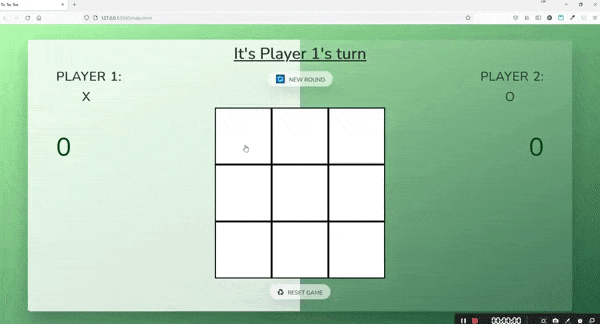 Tic Tac Toe
127.0.0.1:5500/index.html
It's Player 1's turn
NEW ROUND
PLAYER 1:
X
0
PLAYER 2:
O
0
RESET GAME
00:00:00